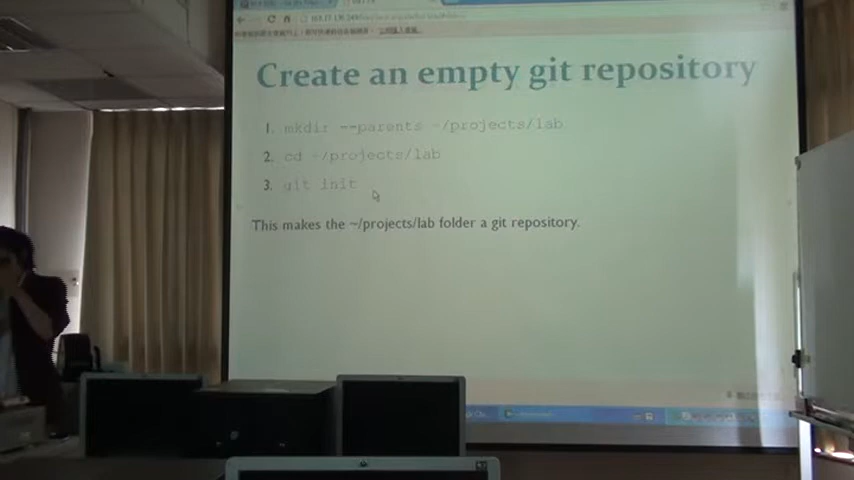 Create an empty git repository
1. mkdir --parents ~/projects/lab
2. cd ~/projects/lab
3. git init
This makes the ~/projects/lab folder a git repository.